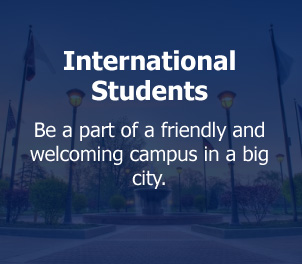 International
Students
Be a part of a friendly and
welcoming campus in a big
city.